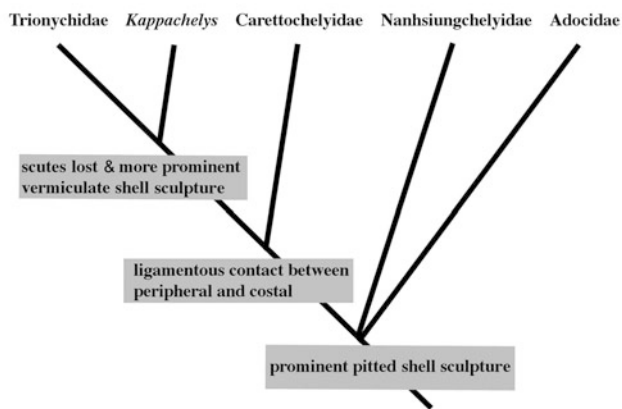 Trionychidae Kappachelys Carettochelyidae Nanhsiungchelyidae Adocidae
scutes lost & more prominent
vermiculate shell sculpture
ligamentous contact between
peripheral and costal
prominent pitted shell sculpture